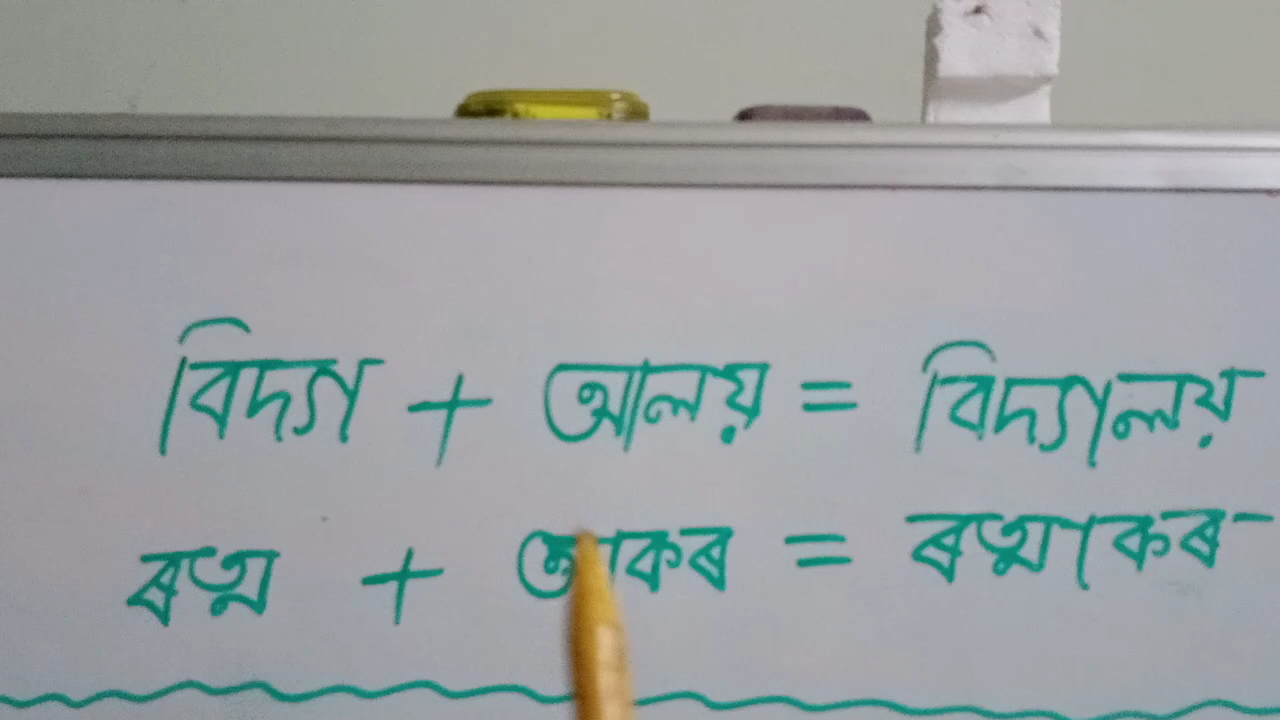 বিদ্যা + আলয় = বিদ্যালয়
ৰত্ন + আকৰ = ৰত্নাকৰ